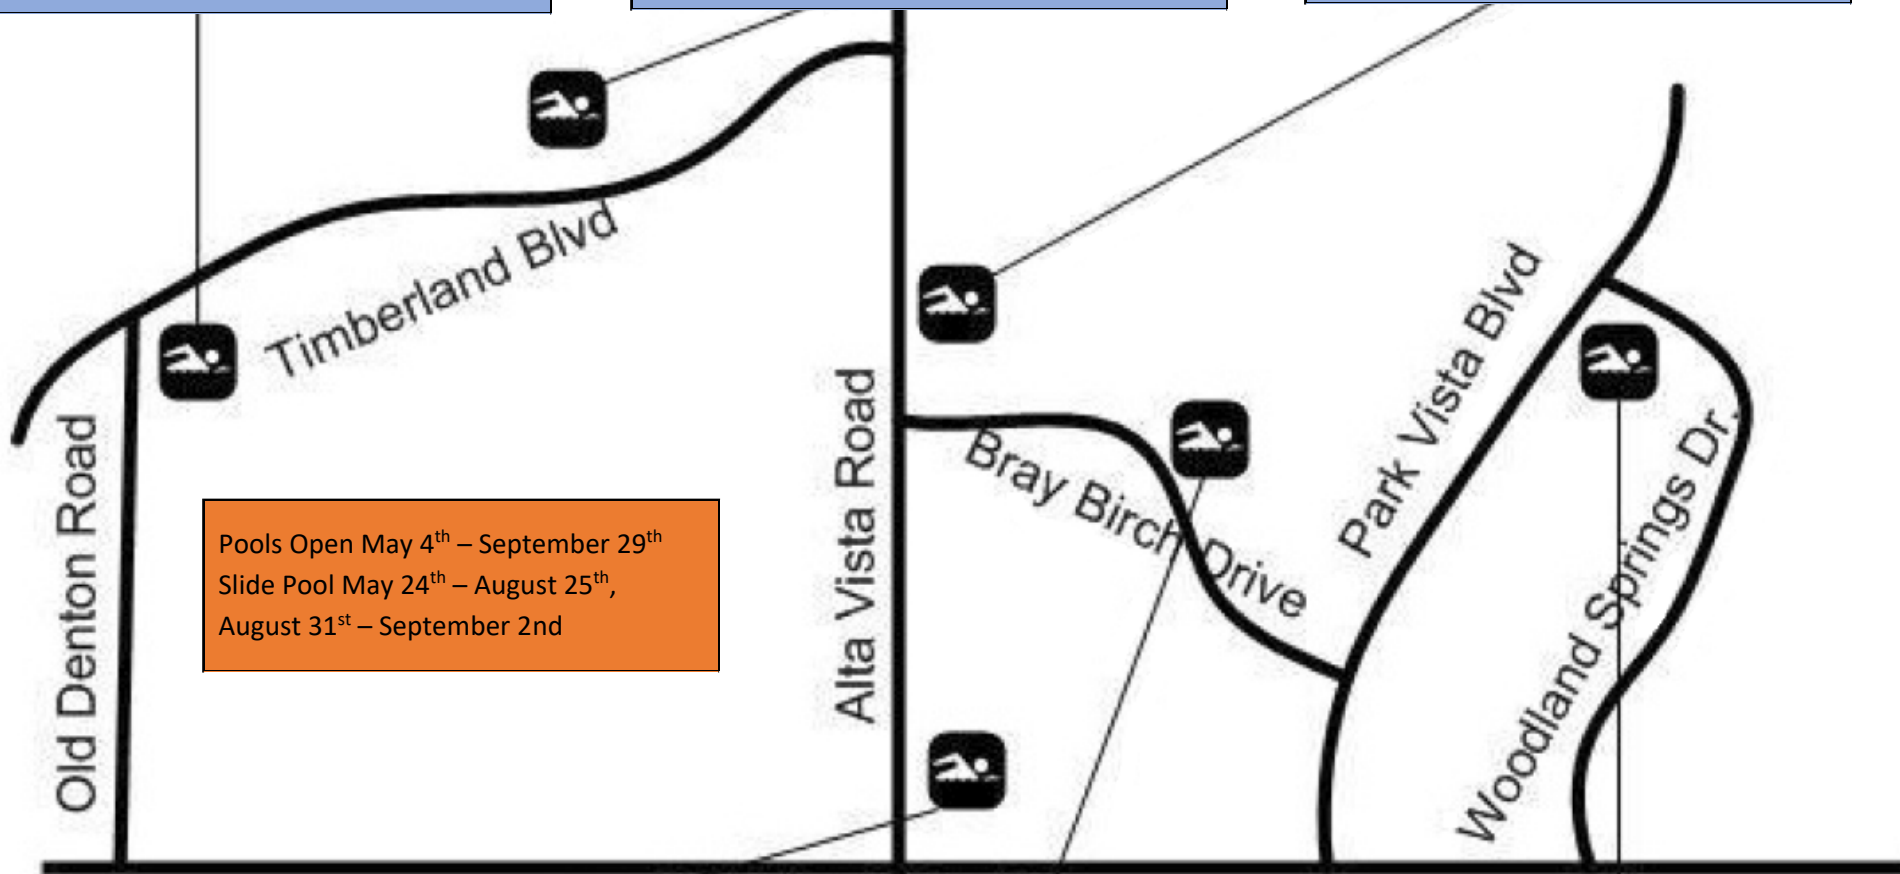 Timberland Blvd
Old Denton Road
Pools Open May 4th – September 29th
Slide Pool May 24th – August 25th,
August 31st – September 2nd
Alta Vista Road
Bray Birch Drive
Park Vista Blvd
Woodland Springs Dr.